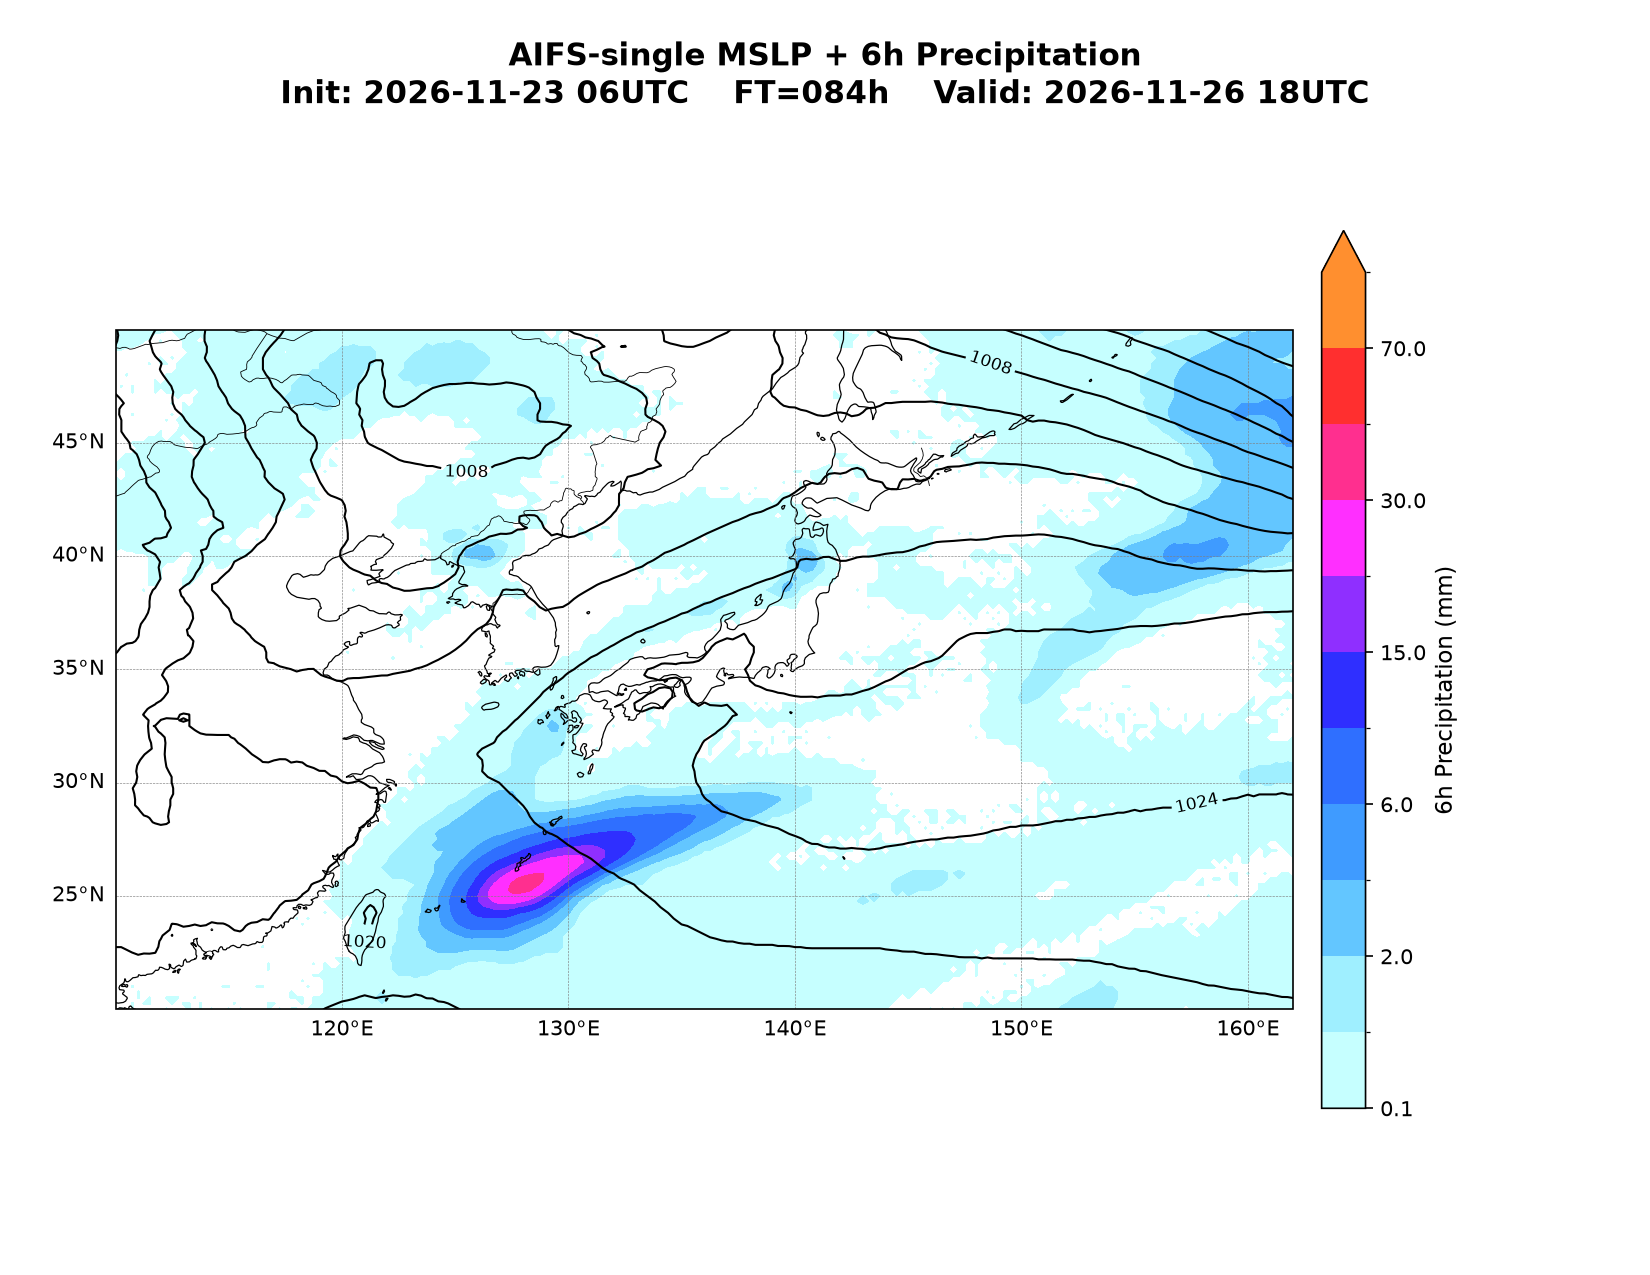 AIFS-single MSLP + 6h Precipitation
Init: 2026-11-23 06UTC    FT=084h    Valid: 2026-11-26 18UTC
1008
1008
1024
1020
45°N
40°N
35°N
30°N
25°N
120°E
130°E
140°E
150°E
160°E
70.0
30.0
15.0
6.0
2.0
0.1
6h Precipitation (mm)